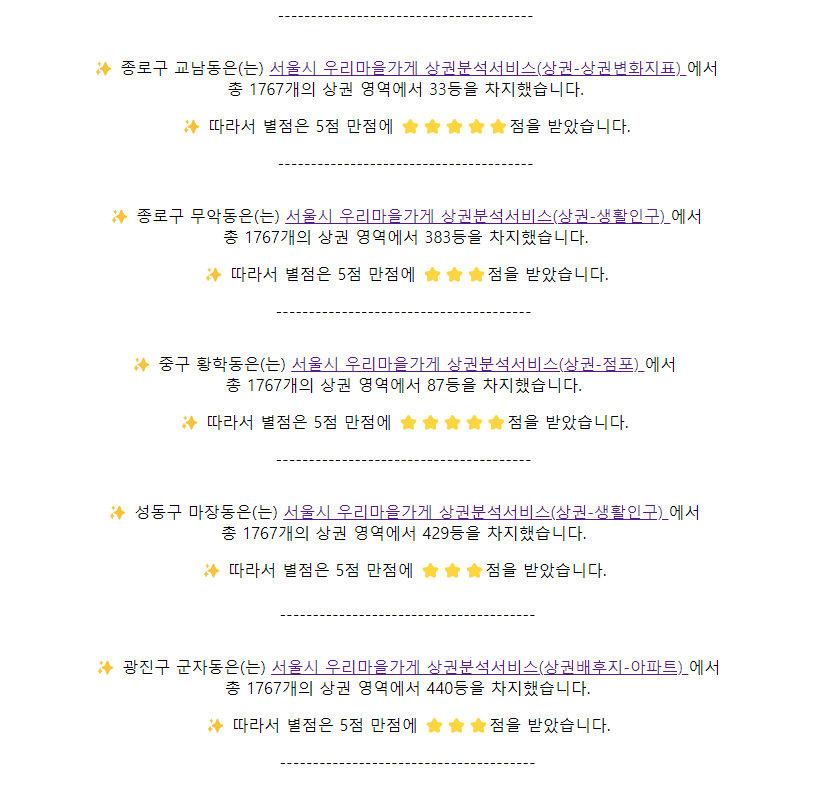 ---------------------------------------
✨ 종로구 교남동은(는) 서울시 우리마을가게 상권분석서비스(상권-상권변화지표) 에서
총 1767개의 상권 영역에서 33등을 차지했습니다.
✨ 따라서 별점은 5점 만점에 ⭐⭐⭐⭐⭐점을 받았습니다.
---------------------------------------
✨ 종로구 무악동은(는) 서울시 우리마을가게 상권분석서비스(상권-생활인구) 에서
총 1767개의 상권 영역에서 383등을 차지했습니다.
✨ 따라서 별점은 5점 만점에 ⭐⭐⭐점을 받았습니다.
---------------------------------------
✨ 중구 황학동은(는) 서울시 우리마을가게 상권분석서비스(상권-점포) 에서
총 1767개의 상권 영역에서 87등을 차지했습니다.
✨ 따라서 별점은 5점 만점에 ⭐⭐⭐⭐⭐점을 받았습니다.
---------------------------------------
✨ 성동구 마장동은(는) 서울시 우리마을가게 상권분석서비스(상권-생활인구) 에서
총 1767개의 상권 영역에서 429등을 차지했습니다.
✨ 따라서 별점은 5점 만점에 ⭐⭐⭐점을 받았습니다.
---------------------------------------
✨ 광진구 군자동은(는) 서울시 우리마을가게 상권분석서비스(상권배후지-아파트) 에서
총 1767개의 상권 영역에서 440등을 차지했습니다.
✨ 따라서 별점은 5점 만점에 ⭐⭐⭐점을 받았습니다.
---------------------------------------